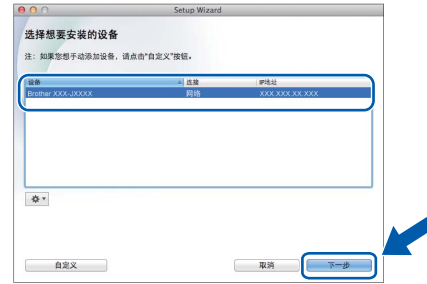 Setup Wizard
选择想要安装的设备
注：如果您想手动添加设备，请点击“自定义”按钮。
设备 连接 IP地址
Brother XXX-JXXXX 网络 XXX.XXX.XX.XXX
自定义 取消 下一步